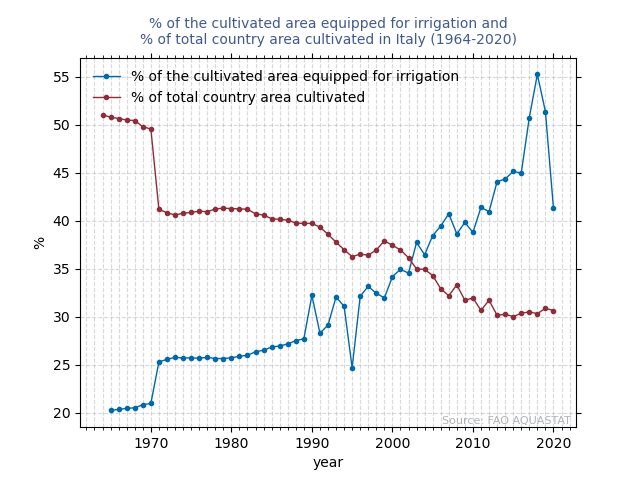 % of the cultivated area equipped for irrigation and
% of total country area cultivated in Italy (1964-2020)
% of the cultivated area equipped for irrigation
% of total country area cultivated
55
50
45
40
35
30
25
20
%
Source: FAO AQUASTAT
1970 1980 1990 2000 2010 2020
year